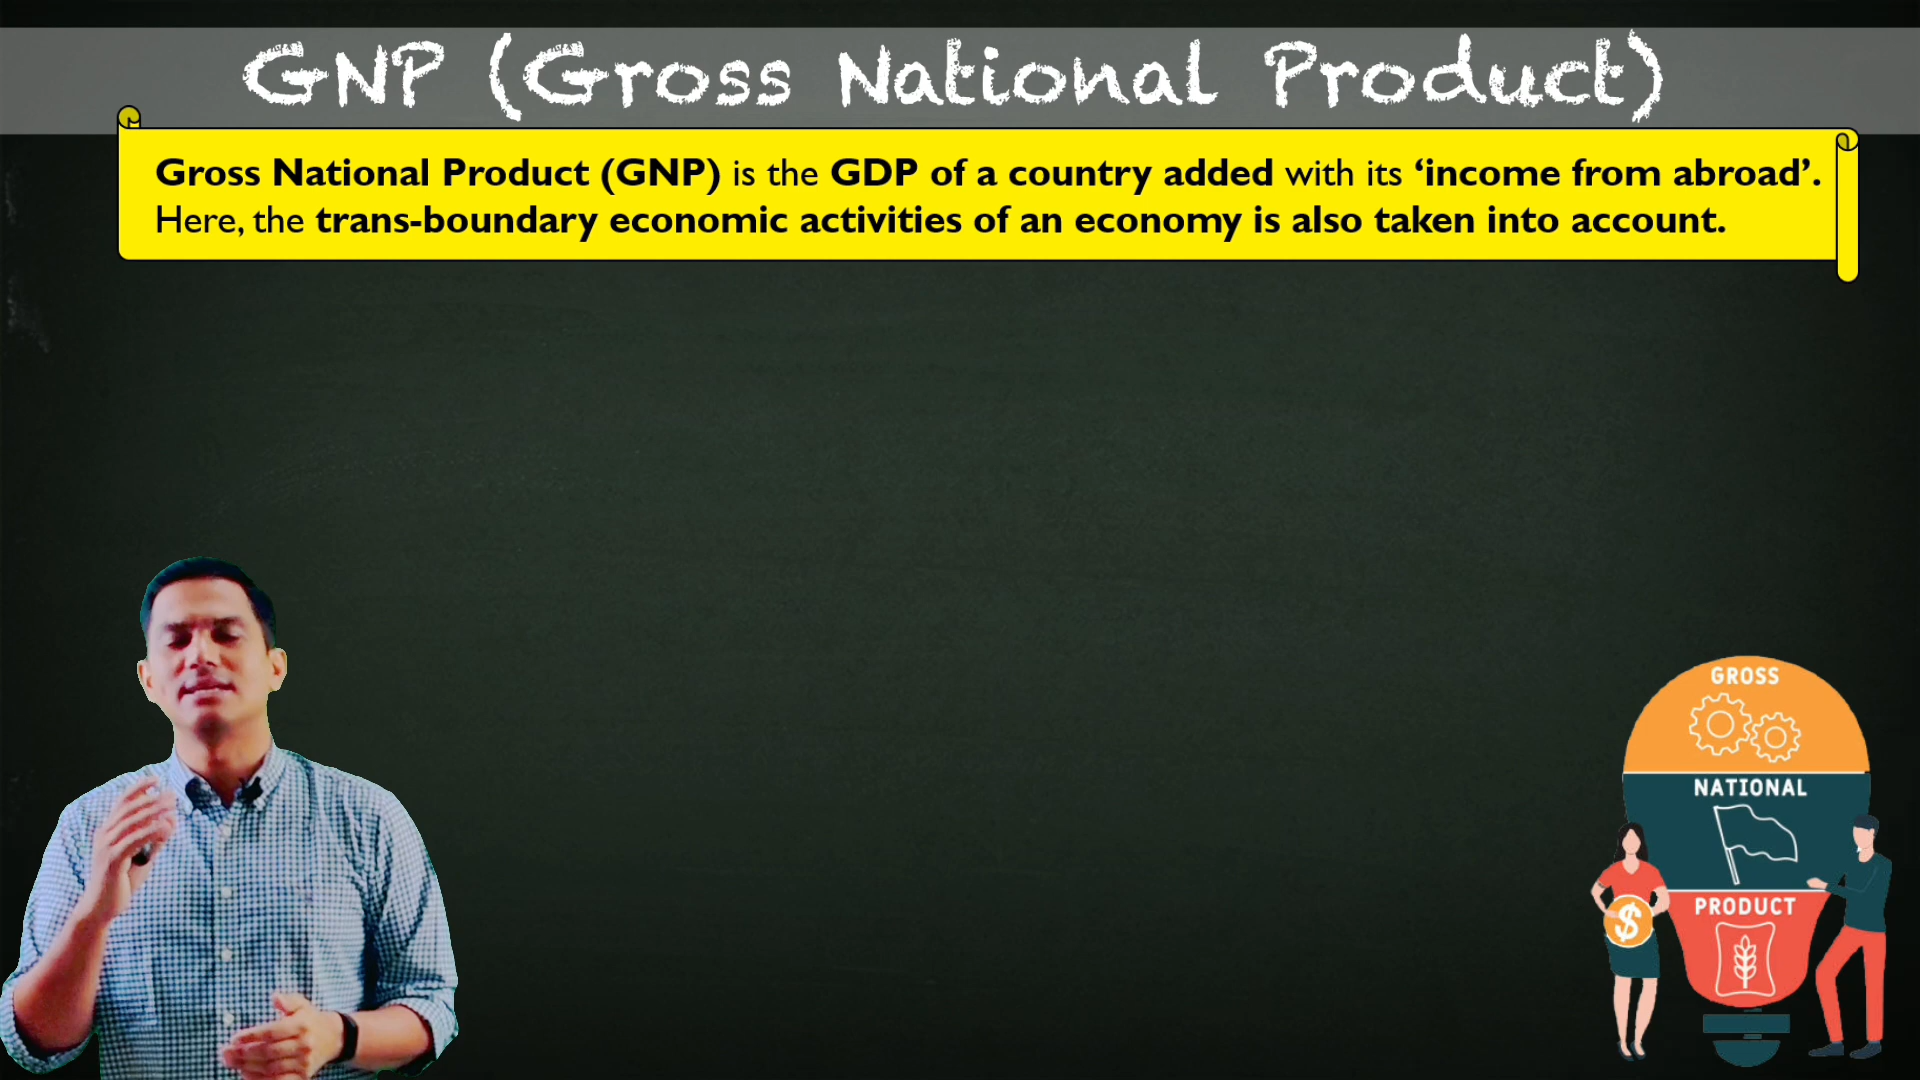 GNP (Gross National Product)
Gross National Product (GNP) is the GDP of a country added with its ‘income from abroad’.
Here, the trans-boundary economic activities of an economy is also taken into account.
GROSS
NATIONAL
PRODUCT
$